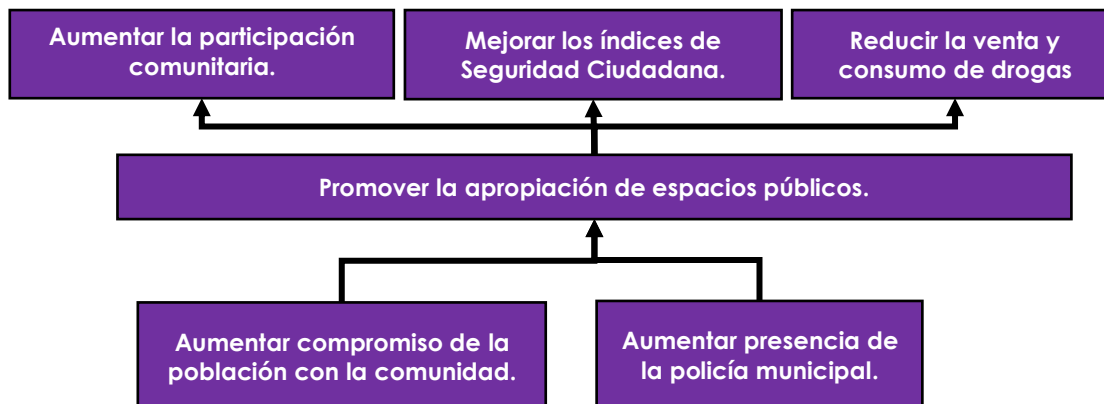 Aumentar la participación
comunitaria.
Mejorar los índices de
Seguridad Ciudadana.
Reducir la venta y
consumo de drogas
Promover la apropiación de espacios públicos.
Aumentar compromiso de la
población con la comunidad.
Aumentar presencia de
la policía municipal.